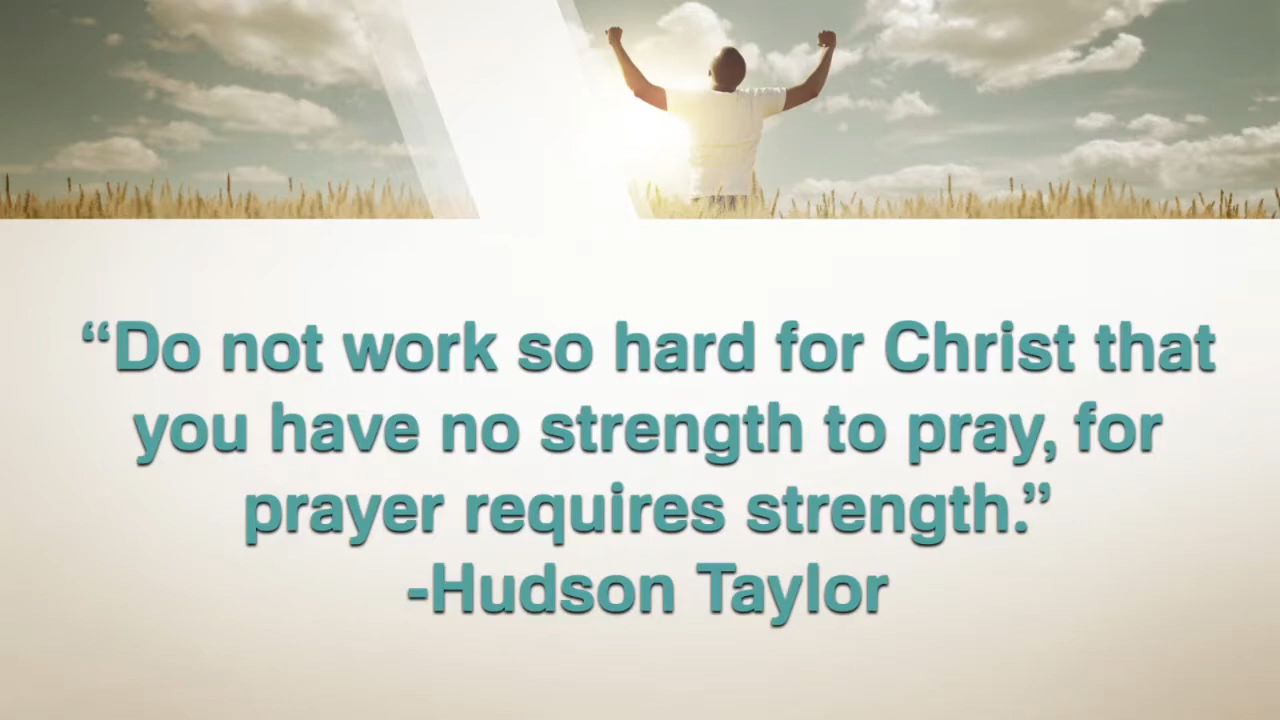 “Do not work so hard for Christ that
you have no strength to pray, for
prayer requires strength.”
-Hudson Taylor